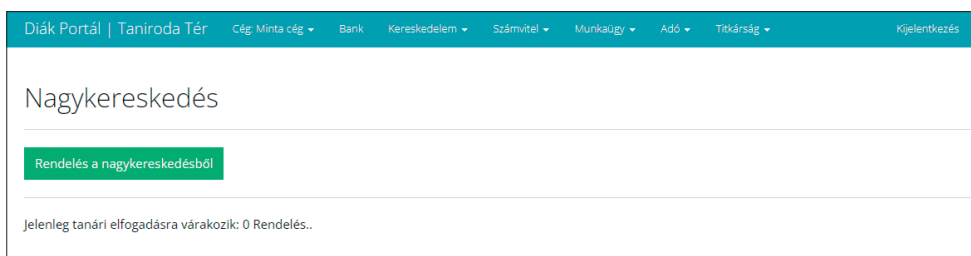 Diák Portál | Taniroda Tér Cég: Minta cég Bank Kereskedelem Számvitel Munkaügy Adó Titkárság Kijelentkezés
Nagykereskedés
Rendelés a nagykereskedésből
Jelenleg tanári elfogadásra várakozik: 0 Rendelés..